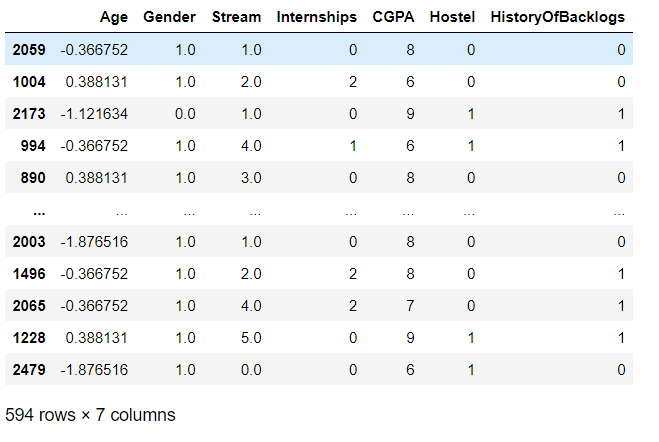 Age Gender Stream Internships CGPA Hostel HistoryOfBacklogs
2059 -0.366752 1.0 1.0 0 8 0 0
1004 0.388131 1.0 2.0 2 6 0 0
2173 -1.121634 0.0 1.0 0 9 1 1
994 -0.366752 1.0 4.0 1 6 1 1
890 0.388131 1.0 3.0 0 8 0 0
... ... ... ... ... ... ... ...
2003 -1.876516 1.0 1.0 0 8 0 0
1496 -0.366752 1.0 2.0 2 8 0 1
2065 -0.366752 1.0 4.0 2 7 0 1
1228 0.388131 1.0 5.0 0 9 1 1
2479 -1.876516 1.0 0.0 0 6 1 0
594 rows × 7 columns